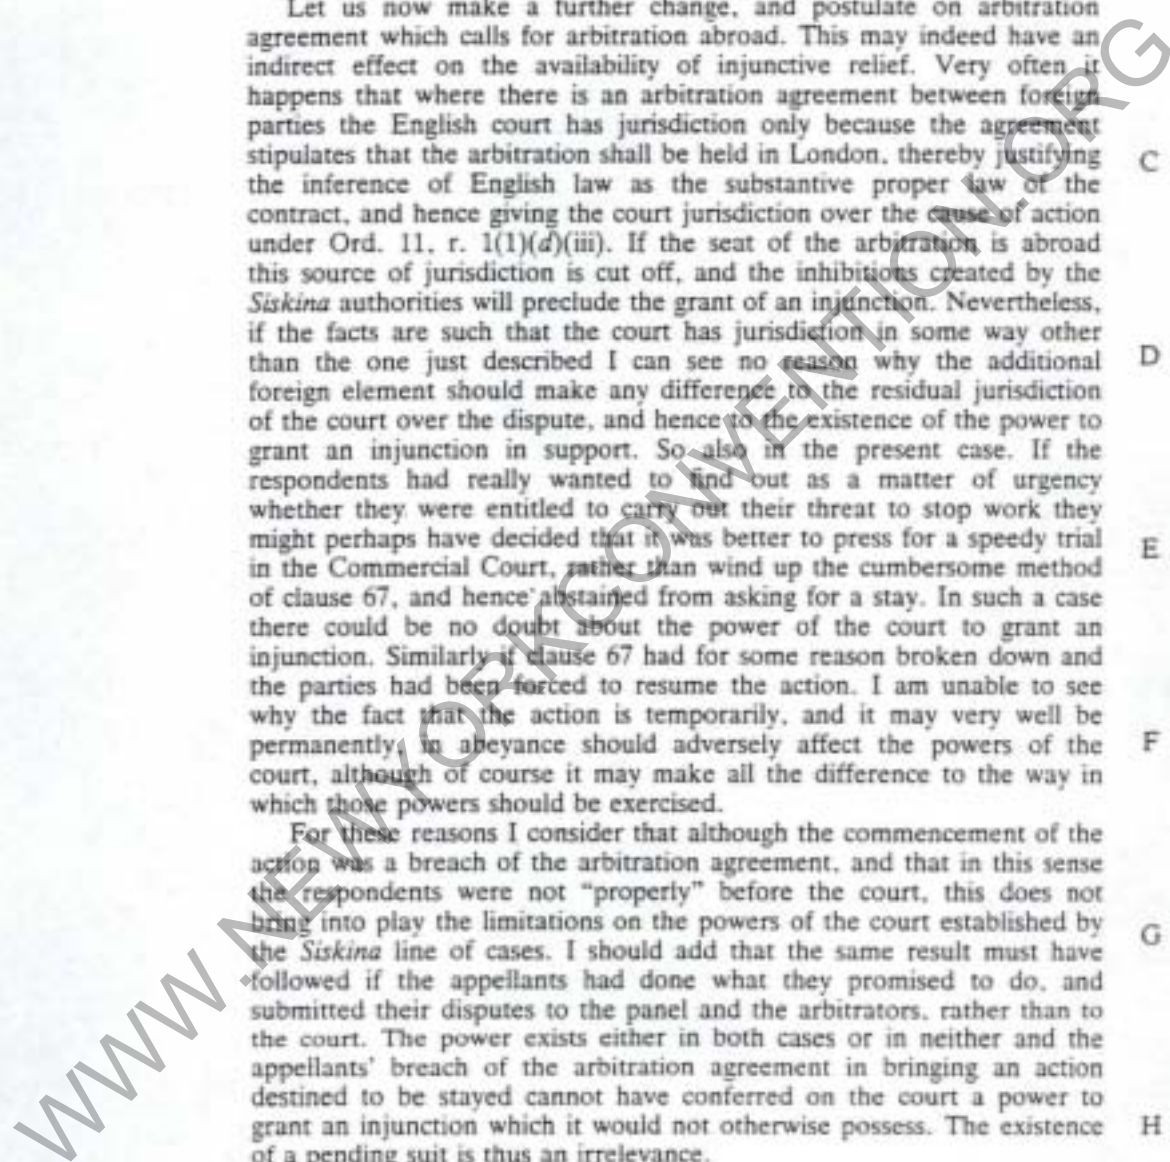 Let us now make a further change, and postulate on arbitration
agreement which calls for arbitration abroad. This may indeed have an
indirect effect on the availability of injunctive relief. Very often it
happens that where there is an arbitration agreement between foreign
parties the English court has jurisdiction only because the agreement
stipulates that the arbitration shall be held in London, thereby justifying C
the inference of English law as the substantive proper law of the
contract, and hence giving the court jurisdiction over the cause of action
under Ord. 11, r. 1(1)(d)(iii). If the seat of the arbitration is abroad
this source of jurisdiction is cut off, and the inhibitions created by the
Siskina authorities will preclude the grant of an injunction. Nevertheless,
if the facts are such that the court has jurisdiction in some way other
than the one just described I can see no reason why the additional D
foreign element should make any difference to the residual jurisdiction
of the court over the dispute, and hence to the existence of the power to
grant an injunction in support. So also in the present case. If the
respondents had really wanted to find out as a matter of urgency
whether they were entitled to carry out their threat to stop work they
might perhaps have decided that it was better to press for a speedy trial E
in the Commercial Court, rather than wind up the cumbersome method
of clause 67, and hence abstained from asking for a stay. In such a case
there could be no doubt about the power of the court to grant an
injunction. Similarly if clause 67 had for some reason broken down and
the parties had been forced to resume the action. I am unable to see
why the fact that the action is temporarily, and it may very well be
permanently, in abeyance should adversely affect the powers of the F
court, although of course it may make all the difference to the way in
which those powers should be exercised.
For these reasons I consider that although the commencement of the
action was a breach of the arbitration agreement, and that in this sense
the respondents were not "properly" before the court, this does not
bring into play the limitations on the powers of the court established by
the Siskina line of cases. I should add that the same result must have G
followed if the appellants had done what they promised to do, and
submitted their disputes to the panel and the arbitrators, rather than to
the court. The power exists either in both cases or in neither and the
appellants' breach of the arbitration agreement in bringing an action
destined to be stayed cannot have conferred on the court a power to
grant an injunction which it would not otherwise possess. The existence H
of a pending suit is thus an irrelevance.
WWW.NEWYORKCONVENTION.ORG